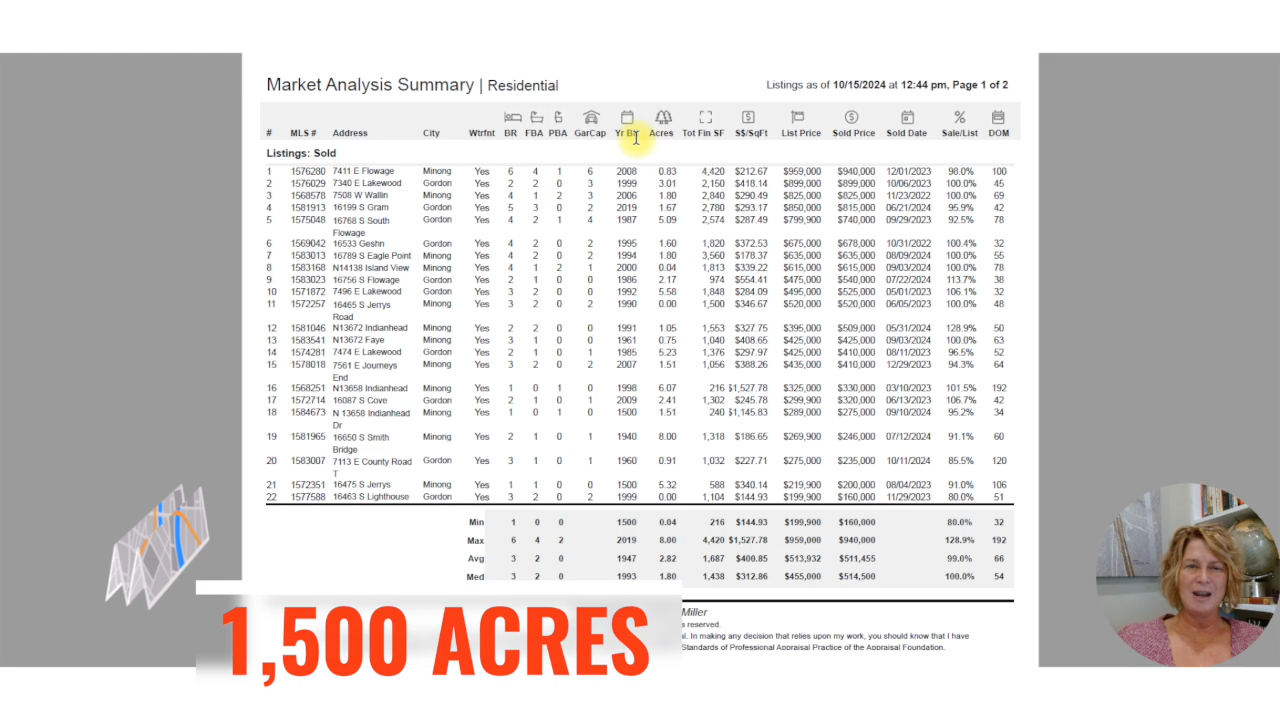 Market Analysis Summary | Residential
Listings as of 10/15/2024 at 12:44 pm, Page 1 of 2
# MLS # Address City Wtrfnt BR FBA PBA GarCap Yr Blt Acres Tot Fin SF S$/SqFt List Price Sold Price Sold Date Sale/List DOM
Listings: Sold
1 1576280 7411 E Flowage Minong Yes 6 4 1 6 2008 0.83 4,420 $212.67 $959,000 $940,000 12/01/2023 98.0% 100
2 1576029 7340 E Lakewood Gordon Yes 2 2 0 3 1999 3.01 2,150 $418.14 $899,000 $899,000 10/06/2023 100.0% 45
3 1568578 7508 W Wallin Minong Yes 4 1 2 3 2006 1.80 2,840 $290.49 $825,000 $825,000 11/23/2022 100.0% 69
4 1581913 16199 S Gram Gordon Yes 5 3 0 2 2019 1.67 2,780 $293.17 $850,000 $815,000 06/21/2024 95.9% 42
5 1575048 16768 S South Gordon Yes 4 2 1 4 1987 5.09 2,574 $287.49 $799,900 $740,000 09/29/2023 92.5% 78
Flowage
6 1569042 16533 Geshn Gordon Yes 4 2 0 2 1995 1.60 1,820 $372.53 $675,000 $678,000 10/31/2022 100.4% 32
7 1583013 16789 S Eagle Point Minong Yes 4 2 0 2 1994 1.80 3,560 $178.37 $635,000 $635,000 08/09/2024 100.0% 55
8 1583168 N14138 Island View Minong Yes 4 1 2 1 2000 0.04 1,813 $339.22 $615,000 $615,000 09/03/2024 100.0% 78
9 1583023 16756 S Flowage Gordon Yes 2 1 0 0 1986 2.17 974 $554.41 $475,000 $540,000 07/22/2024 113.7% 38
10 1571872 7496 E Lakewood Gordon Yes 3 2 0 0 1992 5.58 1,848 $284.09 $495,000 $525,000 05/01/2023 106.1% 32
11 1572257 16465 S Jerrys Minong Yes 3 2 0 2 1990 0.00 1,500 $346.67 $520,000 $520,000 06/05/2023 100.0% 48
Road
12 1581046 N13672 Indianhead Minong Yes 2 2 0 0 1991 1.05 1,553 $327.75 $395,000 $509,000 05/31/2024 128.9% 50
13 1583541 N13672 Faye Minong Yes 3 1 0 0 1961 0.75 1,040 $408.65 $425,000 $425,000 09/03/2024 100.0% 63
14 1574281 7474 E Lakewood Gordon Yes 2 1 0 1 1985 5.23 1,376 $297.97 $425,000 $410,000 08/11/2023 96.5% 52
15 1578018 7561 E Journeys Minong Yes 3 2 0 2 2007 1.51 1,056 $388.26 $435,000 $410,000 12/29/2023 94.3% 64
End
16 1568251 N13658 Indianhead Minong Yes 1 0 1 0 1998 6.07 216 $1,527.78 $325,000 $330,000 03/10/2023 101.5% 192
17 1572714 16087 S Cove Gordon Yes 2 1 0 1 2009 2.41 1,302 $245.78 $299,900 $320,000 06/13/2023 106.7% 42
18 1584673 N 13658 Indianhead Minong Yes 1 0 1 0 1500 1.51 240 $1,145.83 $289,000 $275,000 09/10/2024 95.2% 34
Dr
19 1581965 16650 S Smith Minong Yes 2 1 0 1 1940 8.00 1,318 $186.65 $269,900 $246,000 07/12/2024 91.1% 60
Bridge
20 1583007 7113 E County Road Gordon Yes 3 1 0 1 1960 0.91 1,032 $227.71 $275,000 $235,000 10/11/2024 85.5% 120
T
21 1572351 16475 S Jerrys Minong Yes 1 1 0 0 1500 5.32 588 $340.14 $219,900 $200,000 08/04/2023 91.0% 106
22 1577588 16463 S Lighthouse Gordon Yes 3 2 0 2 1999 0.00 1,104 $144.93 $199,900 $160,000 11/29/2023 80.0% 51
Min 1 0 0 1500 0.04 216 $144.93 $199,900 $160,000 80.0% 32
Max 6 4 2 2019 8.00 4,420 $1,527.78 $959,000 $940,000 128.9% 192
Avg 3 2 0 1947 2.82 1,687 $400.85 $513,932 $511,455 99.0% 66
Med 3 2 0 1993 1.80 1,438 $312.86 $455,000 $514,500 100.0% 54
Miller
s reserved.
l. In making any decision that relies upon my work, you should know that I have
Standards of Professional Appraisal Practice of the Appraisal Foundation.
1,500 ACRES